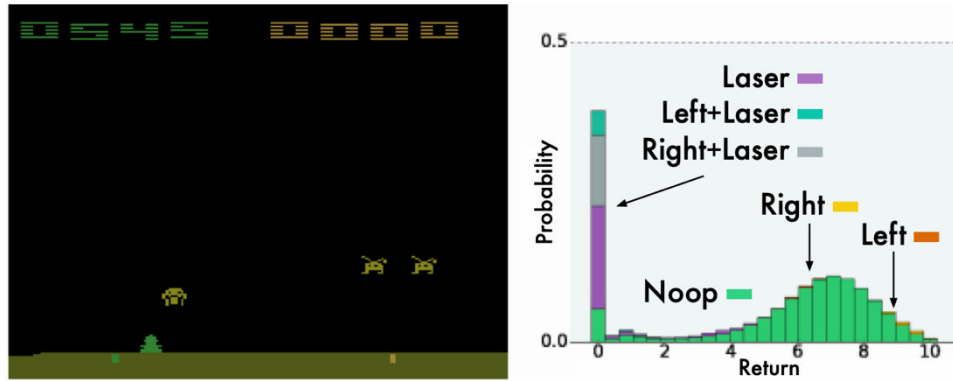 0545 0000
0.5
Laser
Left+Laser
Right+Laser
Right
Left
Noop
Probability
0.0
0 2 4 6 8 10
Return